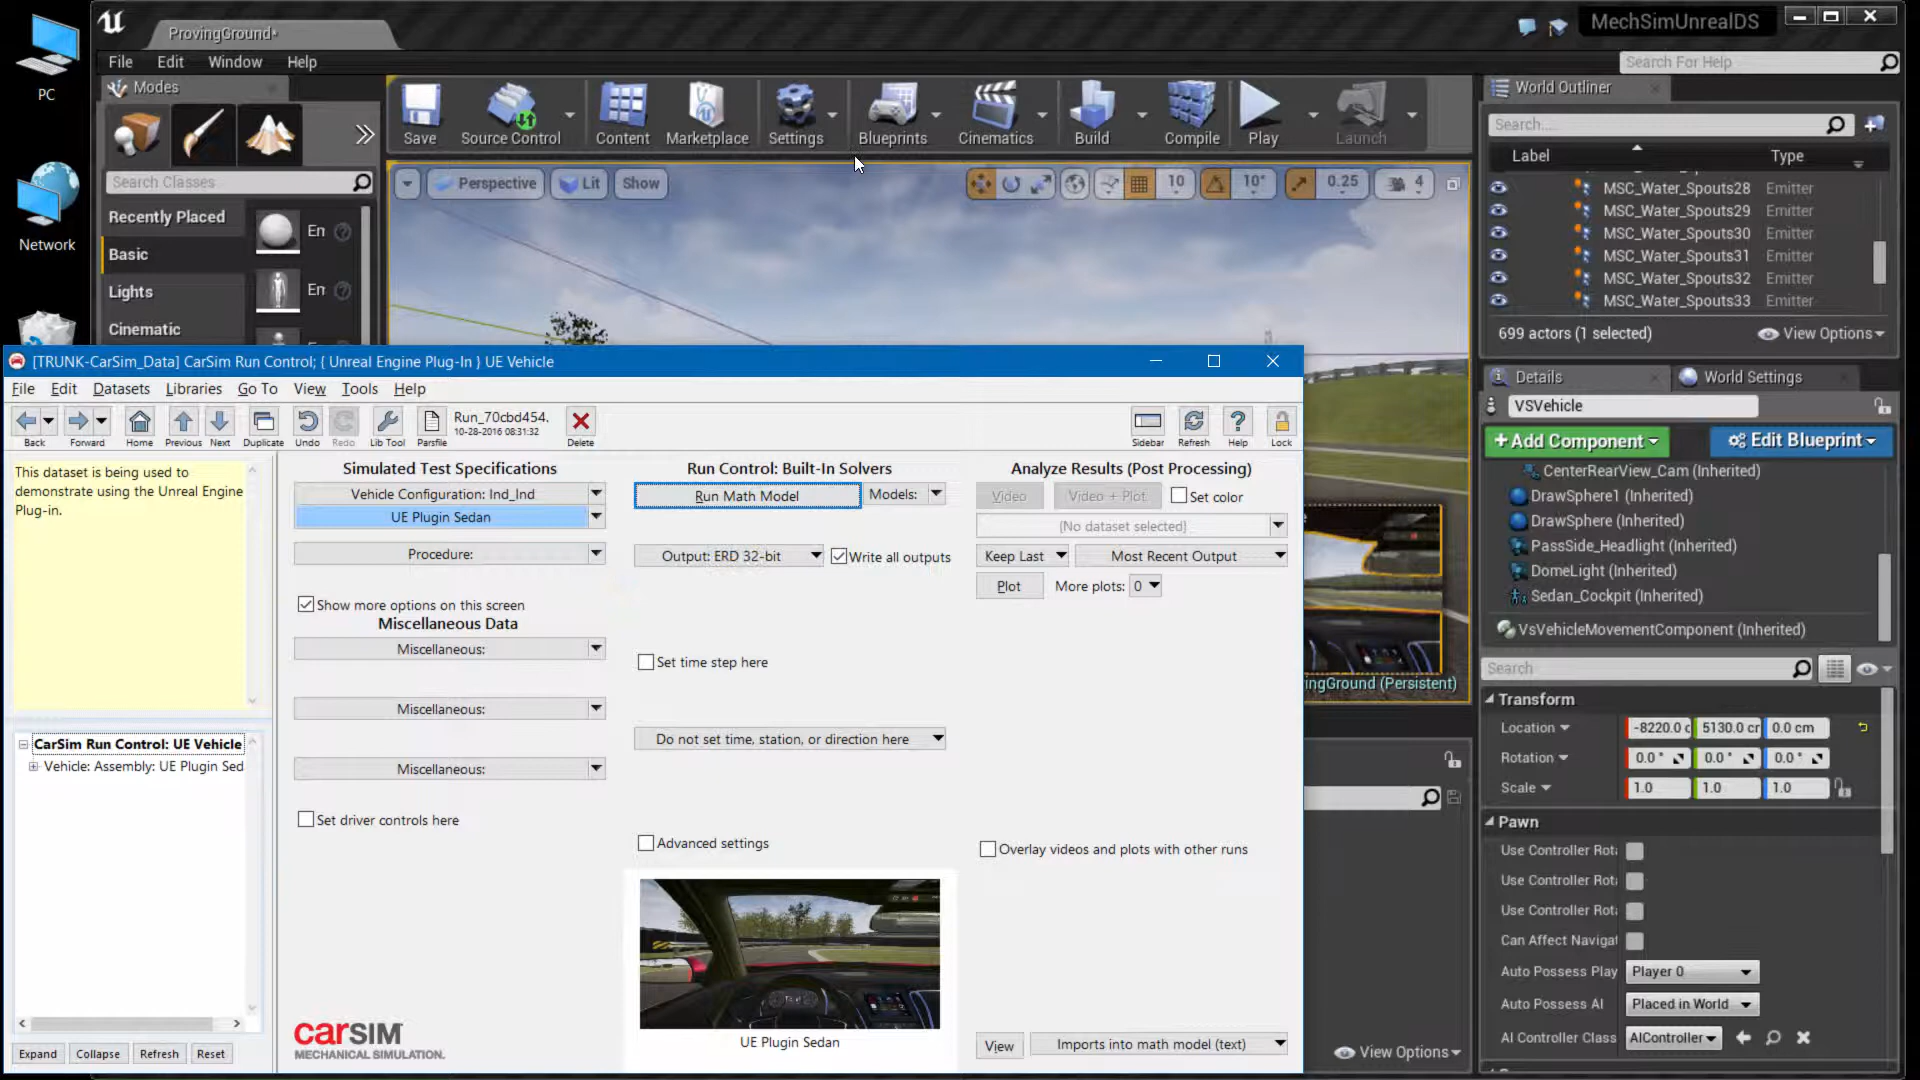 PC
Network
ProvingGround*
MechSimUnrealDS
File Edit Window Help
Search For Help
Modes
Search Classes
Recently Placed
Basic
Lights
Cinematic
En
En
Save
Source Control
Content
Marketplace
Settings
Blueprints
Cinematics
Build
Compile
Play
Launch
Perspective
Lit
Show
10
10°
0.25
4
World Outliner
Search...
Label
Type
MSC_Water_Spouts28 Emitter
MSC_Water_Spouts29 Emitter
MSC_Water_Spouts30 Emitter
MSC_Water_Spouts31 Emitter
MSC_Water_Spouts32 Emitter
MSC_Water_Spouts33 Emitter
699 actors (1 selected)
View Options
Details
World Settings
VSVehicle
+Add Component
Edit Blueprint
CenterRearView_Cam (Inherited)
DrawSphere1 (Inherited)
DrawSphere (Inherited)
PassSide_Headlight (Inherited)
DomeLight (Inherited)
Sedan_Cockpit (Inherited)
VsVehicleMovementComponent (Inherited)
Search
Transform
Location -8220.0 c 5130.0 cr 0.0 cm
Rotation 0.0° 0.0° 0.0°
Scale 1.0 1.0 1.0
Pawn
Use Controller Rota
Use Controller Rota
Use Controller Rota
Can Affect Navigat
Auto Possess Play Player 0
Auto Possess AI Placed in World
AI Controller Class AIController
View Options
ingGround (Persistent)
[TRUNK-CarSim_Data] CarSim Run Control; { Unreal Engine Plug-In } UE Vehicle
File Edit Datasets Libraries Go To View Tools Help
Back
Forward
Home
Previous
Next
Duplicate
Undo
Redo
Lib Tool
Parsfile
Run_70cbd454.
10-28-2016 08:31:32
Delete
Sidebar
Refresh
Help
Lock
This dataset is being used to
demonstrate using the Unreal Engine
Plug-in.
CarSim Run Control: UE Vehicle
Vehicle: Assembly: UE Plugin Sed
Expand
Collapse
Refresh
Reset
Simulated Test Specifications
Vehicle Configuration: Ind_Ind
UE Plugin Sedan
Procedure:
Show more options on this screen
Miscellaneous Data
Miscellaneous:
Miscellaneous:
Miscellaneous:
Set driver controls here
carSIM
MECHANICAL SIMULATION.
Run Control: Built-In Solvers
Run Math Model
Models:
Output: ERD 32-bit
Write all outputs
Set time step here
Do not set time, station, or direction here
Advanced settings
UE Plugin Sedan
Analyze Results (Post Processing)
Video
Video + Plot
Set color
(No dataset selected)
Keep Last
Most Recent Output
Plot
More plots: 0
Overlay videos and plots with other runs
View
Imports into math model (text)